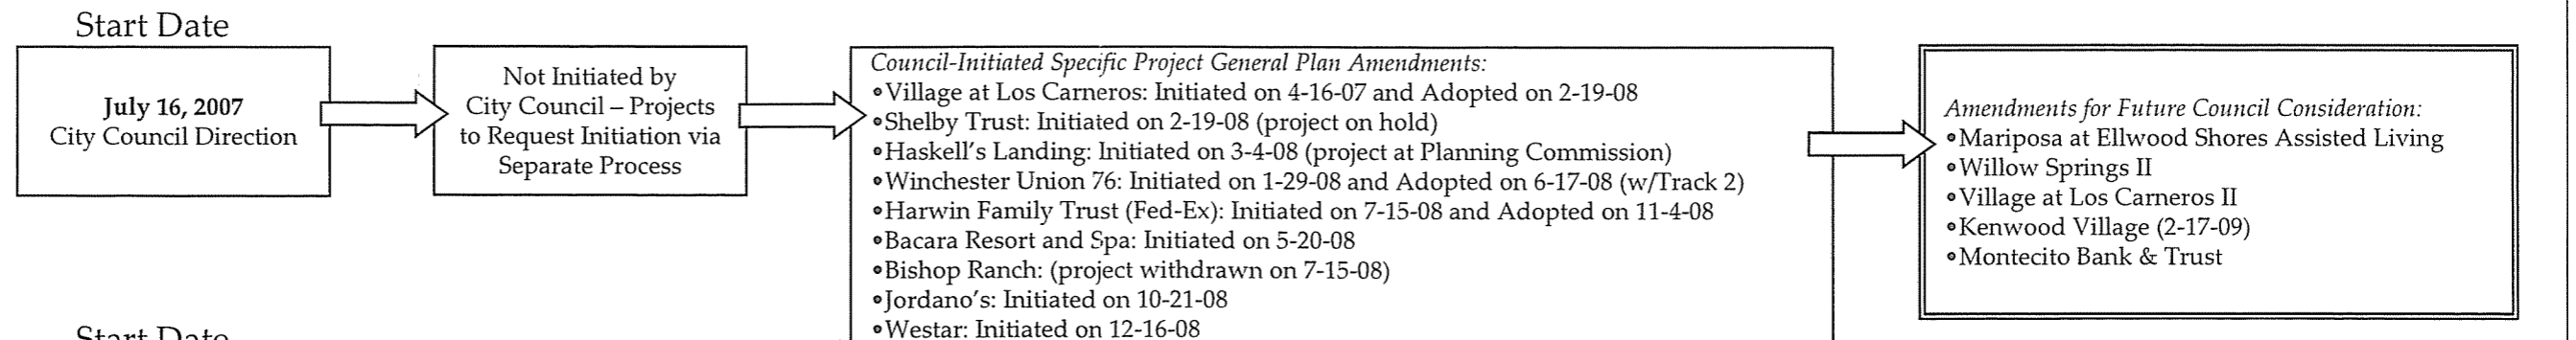 Start Date
July 16, 2007
City Council Direction
Not Initiated by
City Council – Projects
to Request Initiation via
Separate Process
Council-Initiated Specific Project General Plan Amendments:
•Village at Los Carneros: Initiated on 4-16-07 and Adopted on 2-19-08
•Shelby Trust: Initiated on 2-19-08 (project on hold)
•Haskell's Landing: Initiated on 3-4-08 (project at Planning Commission)
•Winchester Union 76: Initiated on 1-29-08 and Adopted on 6-17-08 (w/Track 2)
•Harwin Family Trust (Fed-Ex): Initiated on 7-15-08 and Adopted on 11-4-08
•Bacara Resort and Spa: Initiated on 5-20-08
•Bishop Ranch: (project withdrawn on 7-15-08)
•Jordano's: Initiated on 10-21-08
•Westar: Initiated on 12-16-08
Amendments for Future Council Consideration:
•Mariposa at Ellwood Shores Assisted Living
•Willow Springs II
•Village at Los Carneros II
•Kenwood Village (2-17-09)
•Montecito Bank & Trust
Start Date